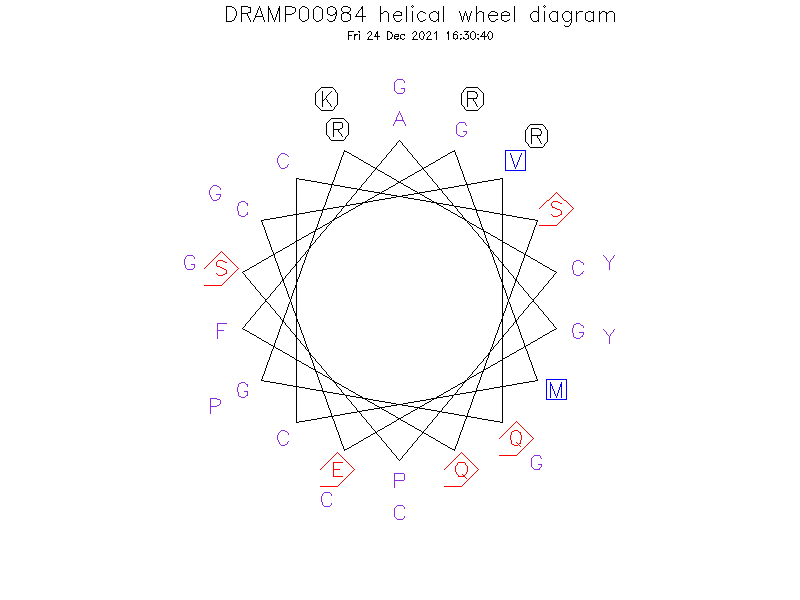 DRAMP00984 helical wheel diagram
Fri 24 Dec 2021 16:30:40
G
K R
A
R G
R
C V
G C S
G S C Y
F G Y
G M
P
C Q
G
E P Q
C
C